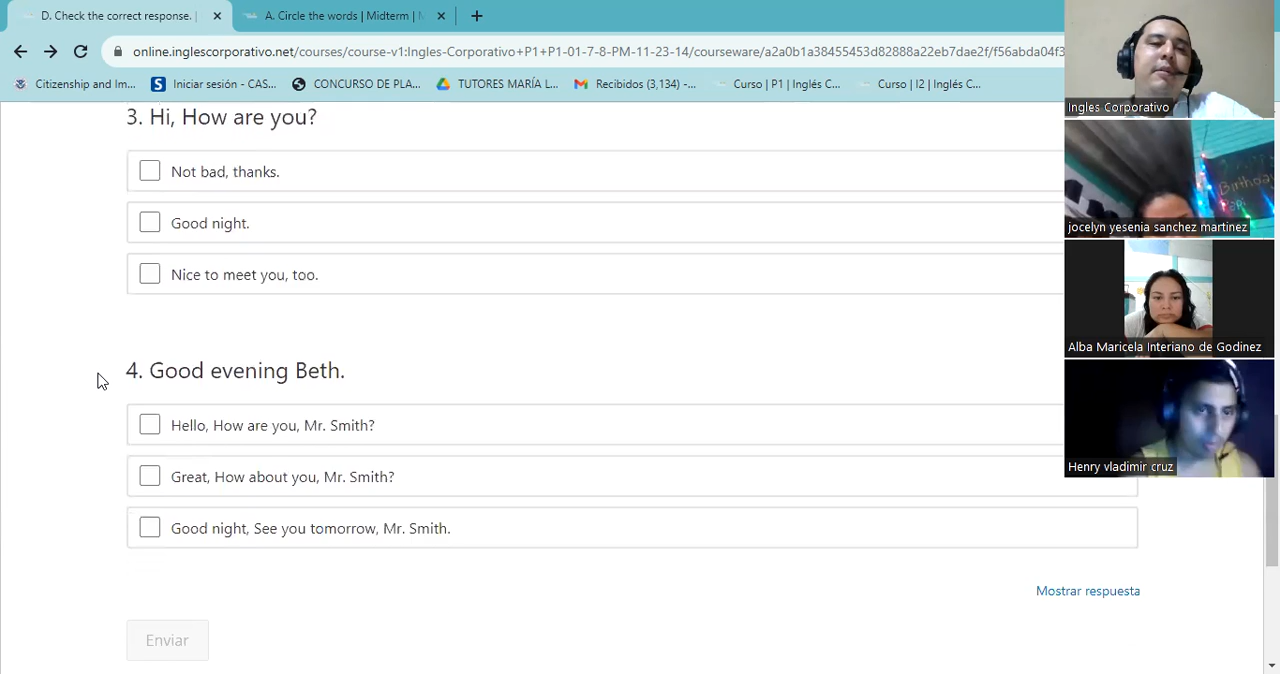 D. Check the correct response. |
A. Circle the words | Midterm |
online.inglescorporativo.net/courses/course-v1:Ingles-Corporativo+P1+P1-01-7-8-PM-11-23-14/courseware/a2a0b1a38455453d82888a22eb7dae2f/f56abda04f3
Citizenship and Im...
Iniciar sesión - CAS...
CONCURSO DE PLA...
TUTORES MARÍA L...
Recibidos (3,134) -...
Curso | P1 | Inglés C...
Curso | I2 | Inglés C...
3. Hi, How are you?
Not bad, thanks.
Good night.
Nice to meet you, too.
4. Good evening Beth.
Hello, How are you, Mr. Smith?
Great, How about you, Mr. Smith?
Good night, See you tomorrow, Mr. Smith.
Mostrar respuesta
Enviar
Ingles Corporativo
Birthday
jocelyn yesenia sanchez martinez
Alba Maricela Interiano de Godinez
Henry vladimir cruz